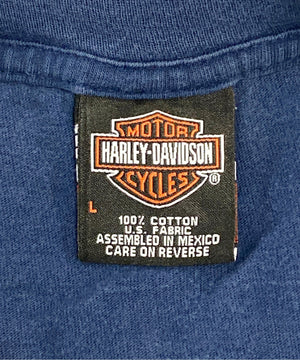 MOTOR
HARLEY-DAVIDSON
CYCLES ®
L
100% COTTON
U.S. FABRIC
ASSEMBLED IN MEXICO
CARE ON REVERSE